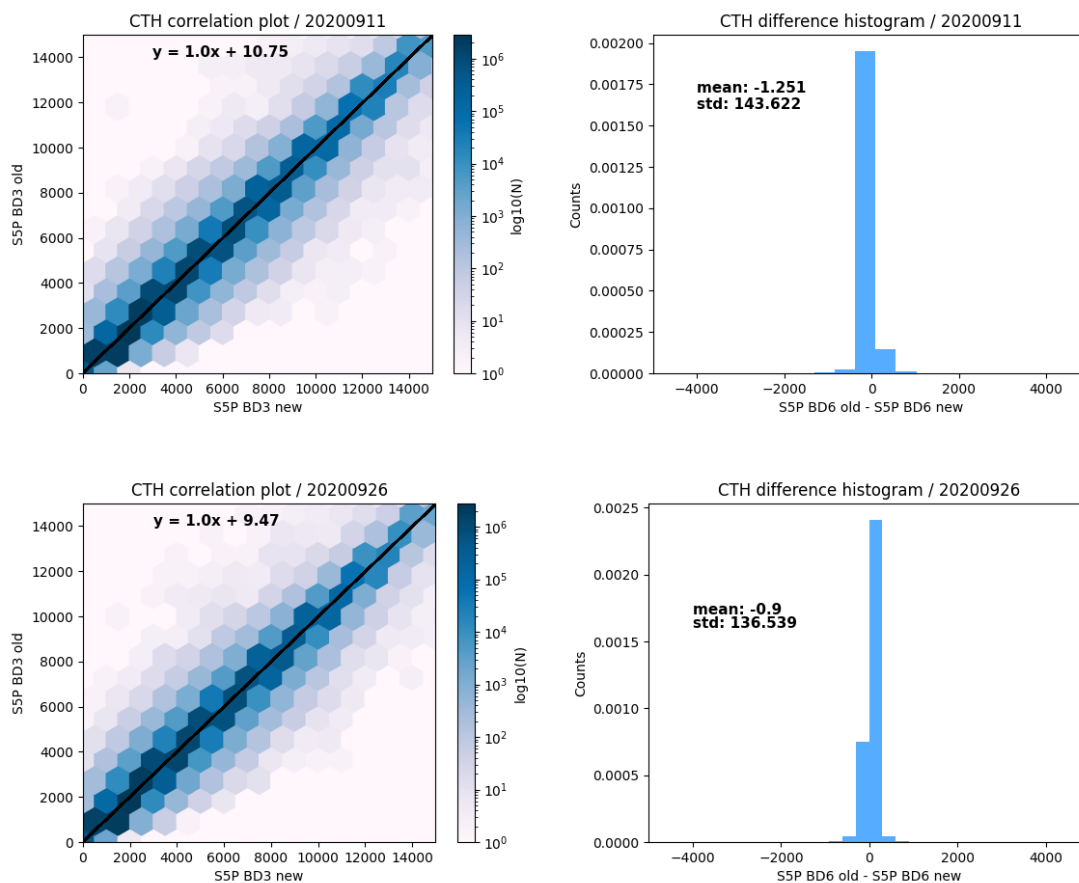 CTH correlation plot / 20200911
y = 1.0x + 10.75
14000
12000
10000
8000
6000
4000
2000
0
S5P BD3 old
0 2000 4000 6000 8000 10000 12000 14000
S5P BD3 new
10^6
10^5
10^4
10^3
10^2
10^1
10^0
log10(N)
CTH difference histogram / 20200911
mean: -1.251
std: 143.622
0.00200
0.00175
0.00150
0.00125
0.00100
0.00075
0.00050
0.00025
0.00000
Counts
−4000 −2000 0 2000 4000
S5P BD6 old - S5P BD6 new
CTH correlation plot / 20200926
y = 1.0x + 9.47
14000
12000
10000
8000
6000
4000
2000
0
S5P BD3 old
0 2000 4000 6000 8000 10000 12000 14000
S5P BD3 new
10^6
10^5
10^4
10^3
10^2
10^1
10^0
log10(N)
CTH difference histogram / 20200926
mean: -0.9
std: 136.539
0.0025
0.0020
0.0015
0.0010
0.0005
0.0000
Counts
−4000 −2000 0 2000 4000
S5P BD6 old - S5P BD6 new